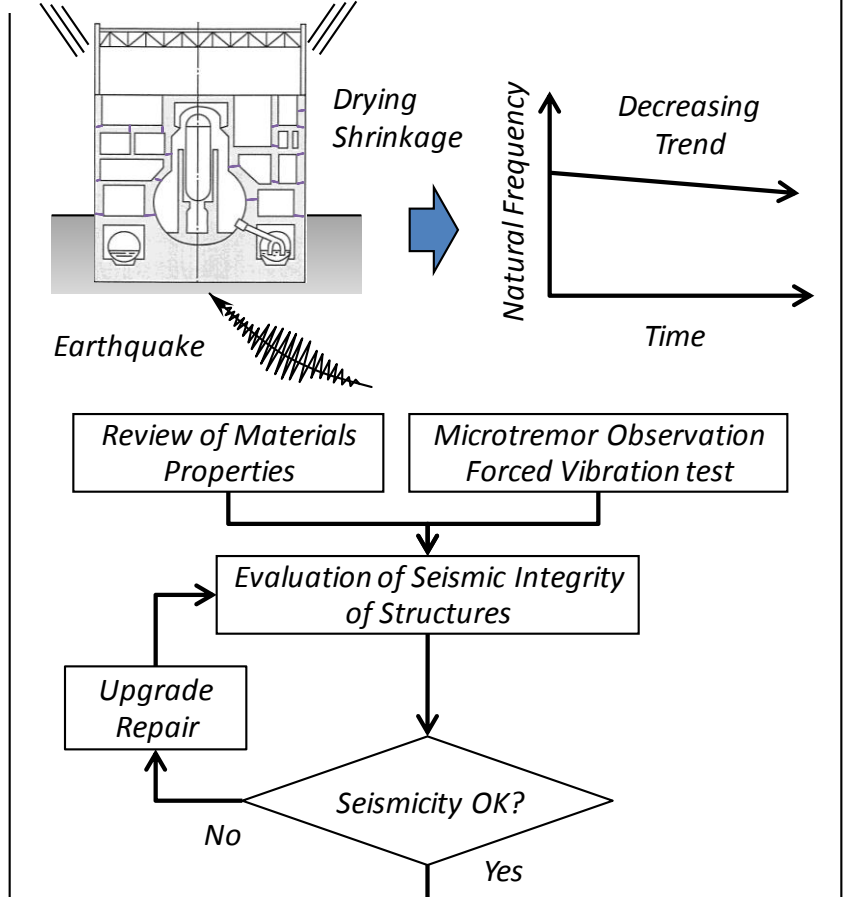 Drying
Shrinkage
Natural Frequency
Decreasing
Trend
Time
Earthquake
Review of Materials
Properties
Microtremor Observation
Forced Vibration test
Evaluation of Seismic Integrity
of Structures
Upgrade
Repair
Seismicity OK?
No
Yes